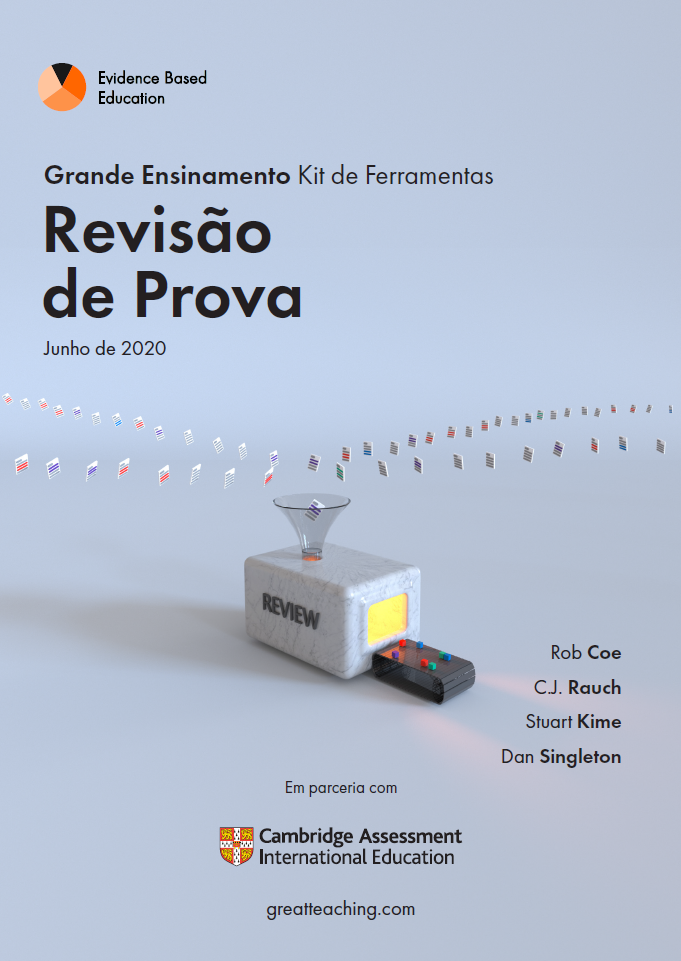 Evidence Based
Education
Grande Ensinamento Kit de Ferramentas
Revisão
de Prova
Junho de 2020
REVIEW
Rob Coe
C.J. Rauch
Stuart Kime
Dan Singleton
Em parceria com
Cambridge Assessment
International Education
greatteaching.com